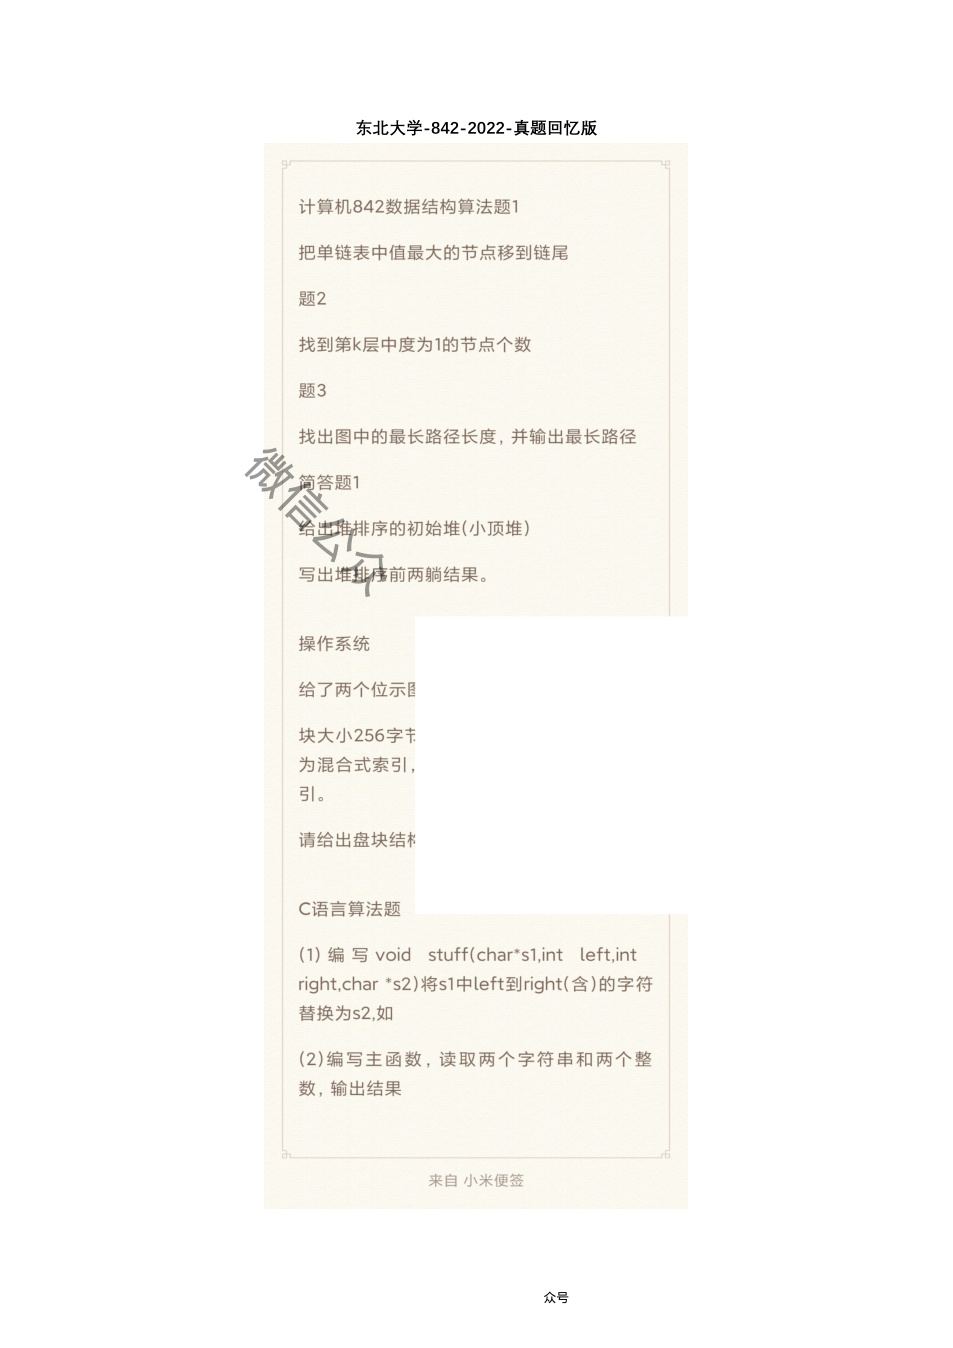 东北大学-842-2022-真题回忆版
计算机842数据结构算法题1
把单链表中值最大的节点移到链尾
题2
找到第k层中度为1的节点个数
题3
找出图中的最长路径长度，并输出最长路径
简答题1
给出堆排序的初始堆(小顶堆)
写出堆排序前两躺结果。
微信公众
操作系统
给了两个位示图
块大小256字节
为混合式索引，
引。
请给出盘块结构
C语言算法题
(1) 编 写 void stuff(char*s1,int left,int
right,char *s2)将s1中left到right(含)的字符
替换为s2,如
(2)编写主函数，读取两个字符串和两个整
数，输出结果
来自 小米便签
众号